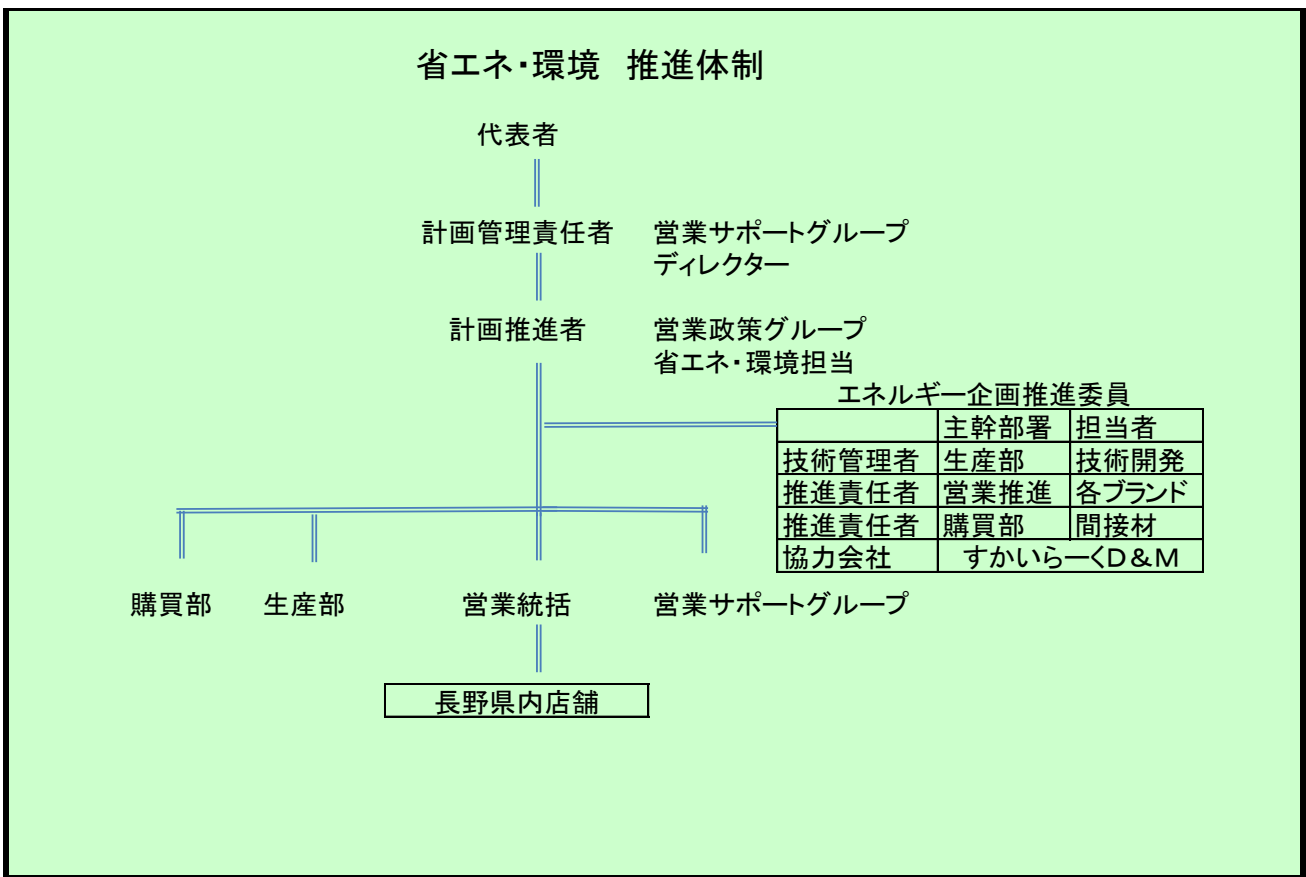 省エネ・環境　推進体制
代表者
計画管理責任者　営業サポートグループ
ディレクター
計画推進者　営業政策グループ
省エネ・環境担当
エネルギー企画推進委員
主幹部署　担当者
技術管理者　生産部　技術開発
推進責任者　営業推進　各ブランド
推進責任者　購買部　間接材
協力会社　すかいらーくD＆M
購買部　生産部　営業統括　営業サポートグループ
長野県内店舗